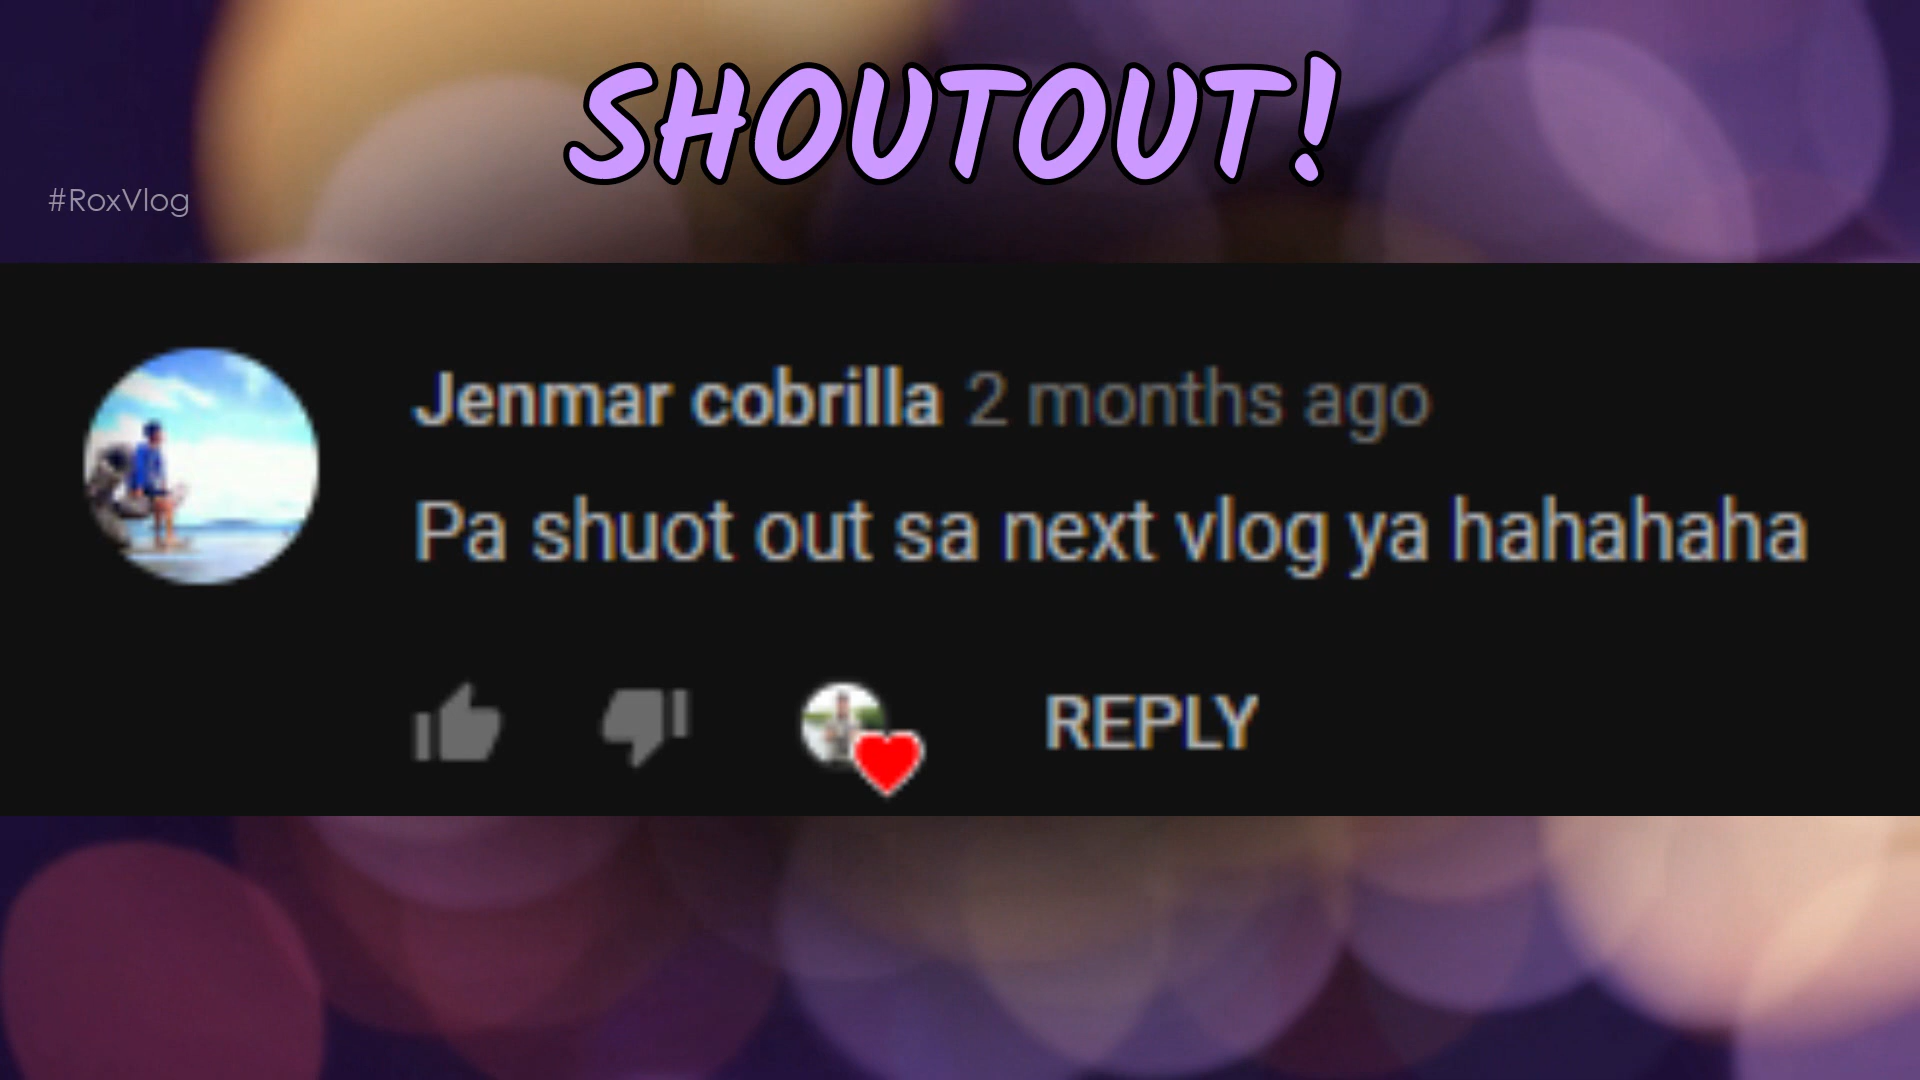 SHOUTOUT!
#RoxVlog
Jenmar cobrilla 2 months ago
Pa shuot out sa next vlog ya hahahaha
REPLY